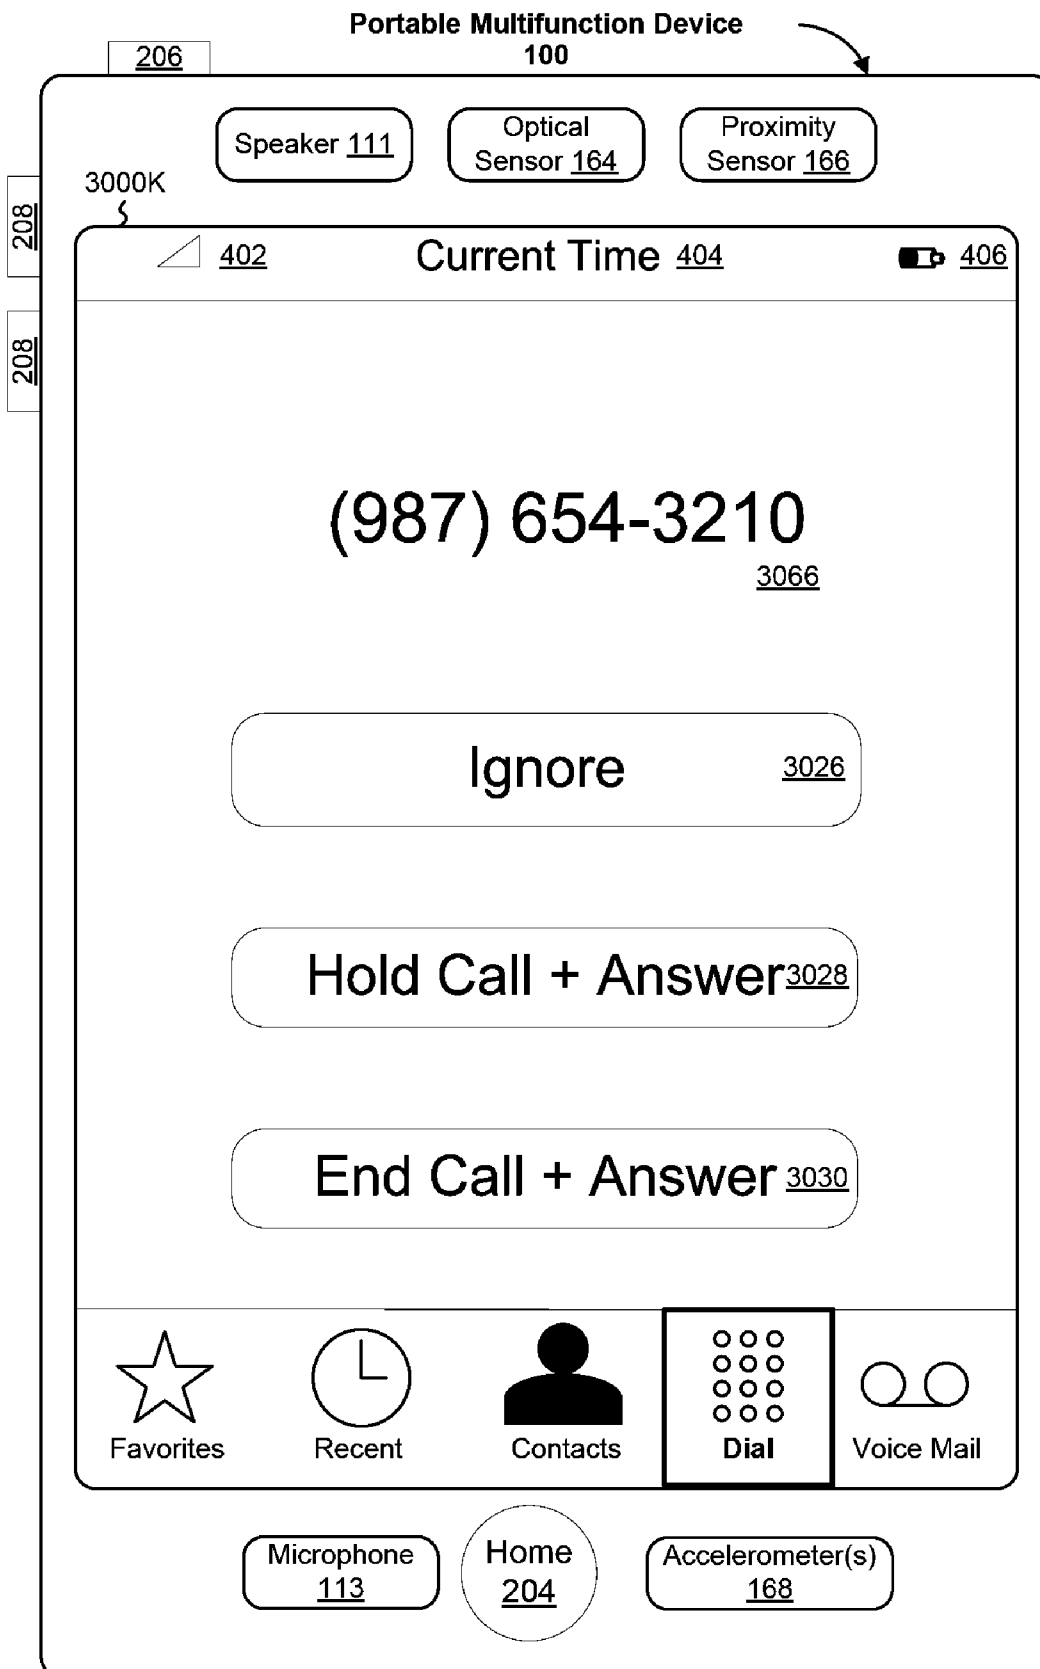 Portable Multifunction Device
100
206
Speaker 111
Optical
Sensor 164
Proximity
Sensor 166
3000K
208
402
Current Time 404
406
208
(987) 654-3210
3066
Ignore 3026
Hold Call + Answer 3028
End Call + Answer 3030
Favorites
Recent
Contacts
Dial
Voice Mail
Microphone
113
Home
204
Accelerometer(s)
168